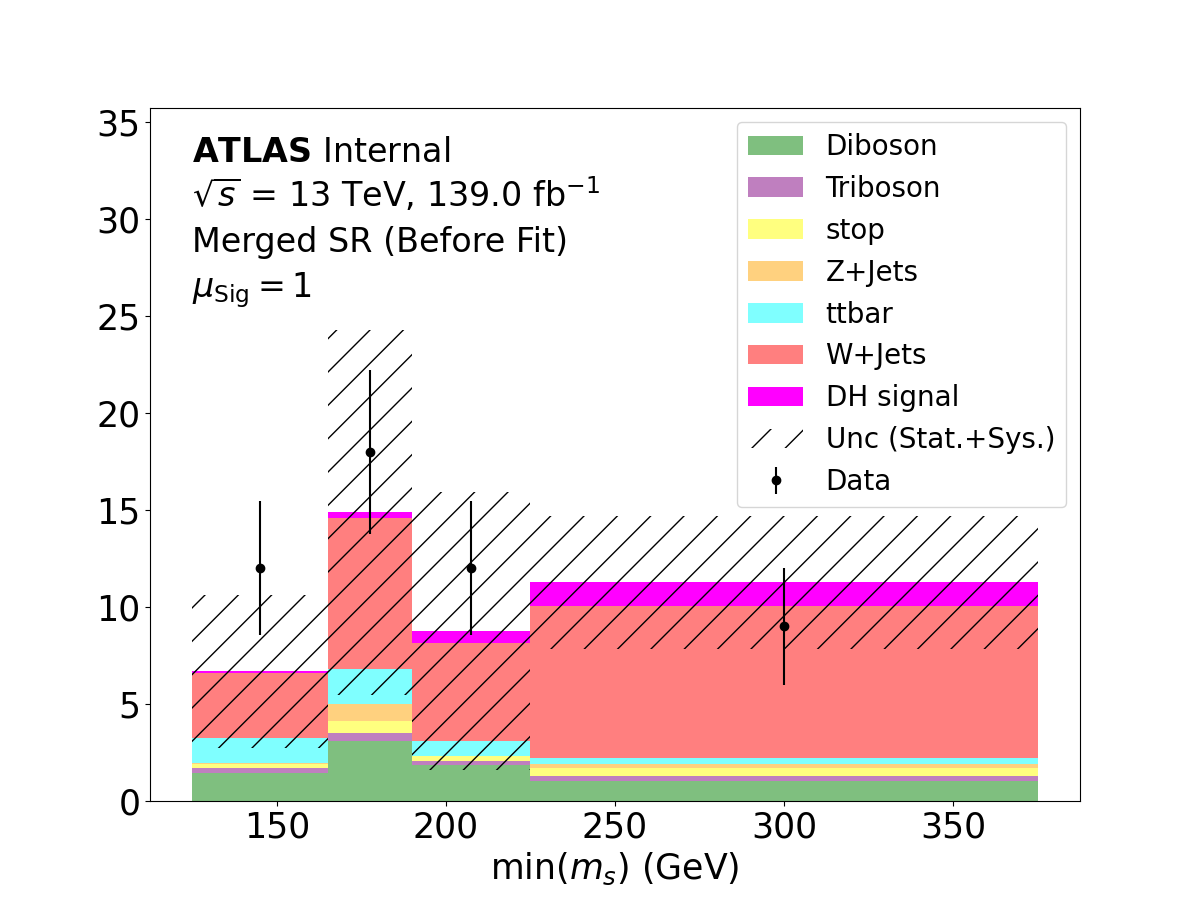 ATLAS Internal
√s = 13 TeV, 139.0 fb⁻¹
Merged SR (Before Fit)
μ_Sig = 1
Diboson
Triboson
stop
Z+Jets
ttbar
W+Jets
DH signal
Unc (Stat.+Sys.)
Data
35
30
25
20
15
10
5
0
150 200 250 300 350
min(m_s) (GeV)